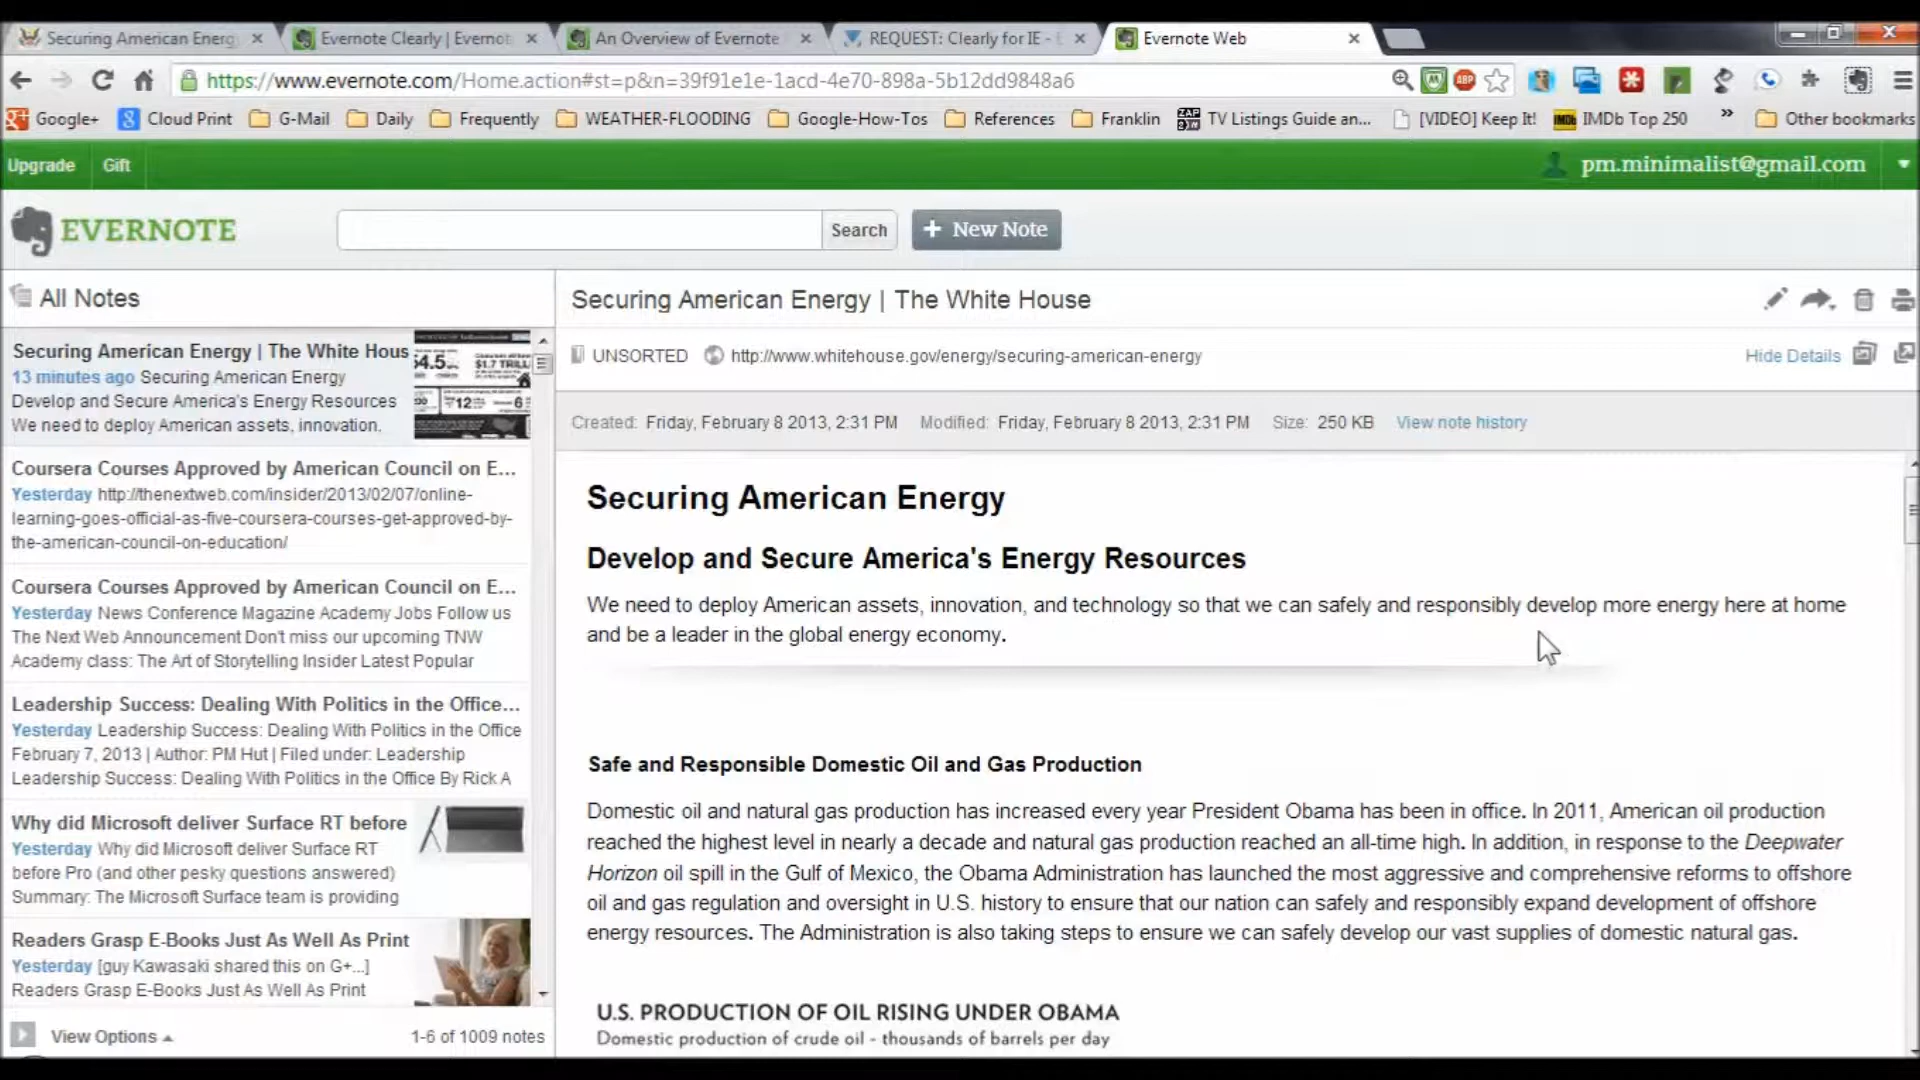 Securing American Energ
Evernote Clearly | Evernot
An Overview of Evernote
REQUEST: Clearly for IE -
Evernote Web
https://www.evernote.com/Home.action#st=p&n=39f91e1e-1acd-4e70-898a-5b12dd9848a6
ABP
Google+
Cloud Print
G-Mail
Daily
Frequently
WEATHER-FLOODING
Google-How-Tos
References
Franklin
TV Listings Guide an...
[VIDEO] Keep It!
IMDb Top 250
»
Other bookmarks
Upgrade
Gift
pm.minimalist@gmail.com
EVERNOTE
Search
+ New Note
All Notes
Securing American Energy | The White Hous
13 minutes ago Securing American Energy
Develop and Secure America's Energy Resources
We need to deploy American assets, innovation.
Coursera Courses Approved by American Council on E...
Yesterday http://thenextweb.com/insider/2013/02/07/online-
learning-goes-official-as-five-coursera-courses-get-approved-by-
the-american-council-on-education/
Coursera Courses Approved by American Council on E...
Yesterday News Conference Magazine Academy Jobs Follow us
The Next Web Announcement Don't miss our upcoming TNW
Academy class: The Art of Storytelling Insider Latest Popular
Leadership Success: Dealing With Politics in the Office...
Yesterday Leadership Success: Dealing With Politics in the Office
February 7, 2013 | Author: PM Hut | Filed under: Leadership
Leadership Success: Dealing With Politics in the Office By Rick A
Why did Microsoft deliver Surface RT before
Yesterday Why did Microsoft deliver Surface RT
before Pro (and other pesky questions answered)
Summary: The Microsoft Surface team is providing
Readers Grasp E-Books Just As Well As Print
Yesterday [guy Kawasaki shared this on G+...]
Readers Grasp E-Books Just As Well As Print
View Options
1-6 of 1009 notes
Securing American Energy | The White House
UNSORTED
http://www.whitehouse.gov/energy/securing-american-energy
Hide Details
Created: Friday, February 8 2013, 2:31 PM
Modified: Friday, February 8 2013, 2:31 PM
Size: 250 KB
View note history
Securing American Energy
Develop and Secure America's Energy Resources
We need to deploy American assets, innovation, and technology so that we can safely and responsibly develop more energy here at home
and be a leader in the global energy economy.
Safe and Responsible Domestic Oil and Gas Production
Domestic oil and natural gas production has increased every year President Obama has been in office. In 2011, American oil production
reached the highest level in nearly a decade and natural gas production reached an all-time high. In addition, in response to the Deepwater
Horizon oil spill in the Gulf of Mexico, the Obama Administration has launched the most aggressive and comprehensive reforms to offshore
oil and gas regulation and oversight in U.S. history to ensure that our nation can safely and responsibly expand development of offshore
energy resources. The Administration is also taking steps to ensure we can safely develop our vast supplies of domestic natural gas.
U.S. PRODUCTION OF OIL RISING UNDER OBAMA
Domestic production of crude oil - thousands of barrels per day